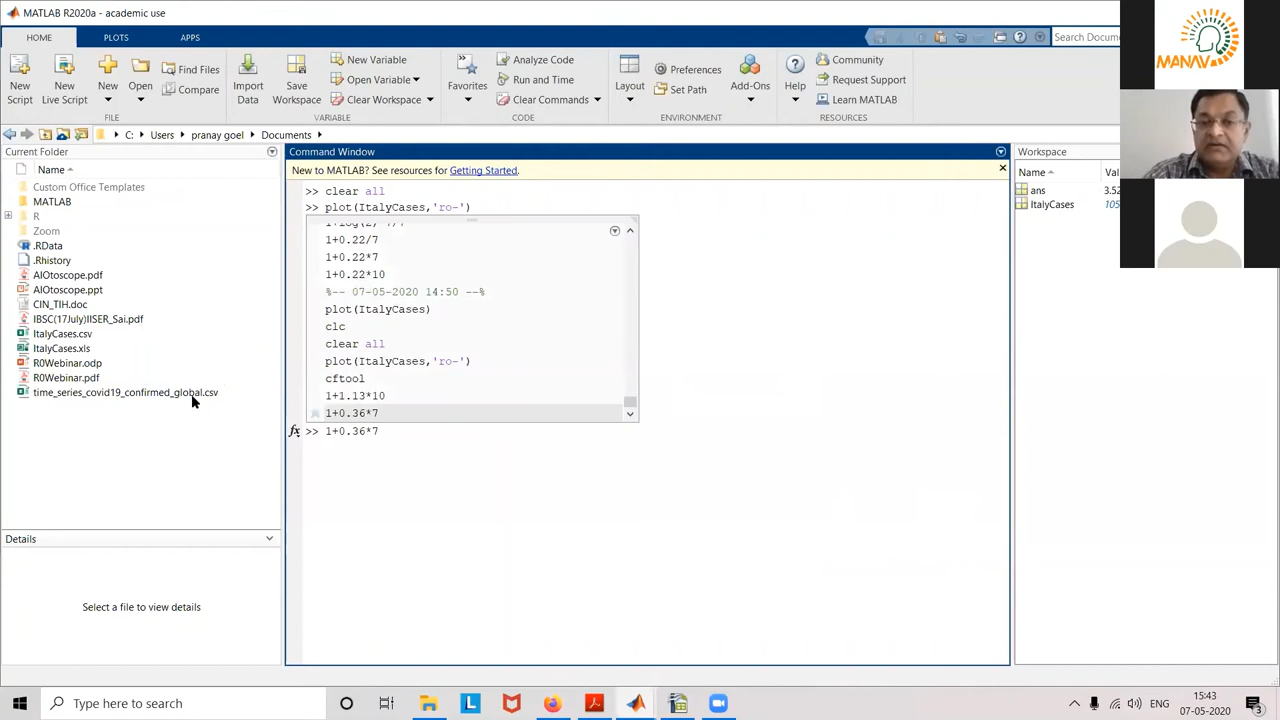 MATLAB R2020a - academic use
HOME PLOTS APPS
Search Docume
New Script
New Live Script
New
Open
Find Files
Compare
FILE
Import Data
Save Workspace
New Variable
Open Variable
Clear Workspace
VARIABLE
Favorites
Analyze Code
Run and Time
Clear Commands
CODE
Layout
Preferences
Set Path
ENVIRONMENT
Add-Ons
Help
Community
Request Support
Learn MATLAB
RESOURCES
MANAV
C: Users pranay goel Documents
Current Folder
Name
Custom Office Templates
MATLAB
R
Zoom
.RData
.Rhistory
AIOtoscope.pdf
AIOtoscope.ppt
CIN_TIH.doc
IBSC(17July)IISER_Sai.pdf
ItalyCases.csv
ItalyCases.xls
R0Webinar.odp
R0Webinar.pdf
time_series_covid19_confirmed_global.csv
Details
Select a file to view details
Command Window
New to MATLAB? See resources for Getting Started.
>> clear all
>> plot(ItalyCases,'ro-')
1+0.22/7
1+0.22*7
1+0.22*10
%-- 07-05-2020 14:50 --%
plot(ItalyCases)
clc
clear all
plot(ItalyCases,'ro-')
cftool
1+1.13*10
1+0.36*7
fx >> 1+0.36*7
Workspace
Name Value
ans 3.52
ItalyCases 105
Type here to search
ENG
15:43
07-05-2020
3